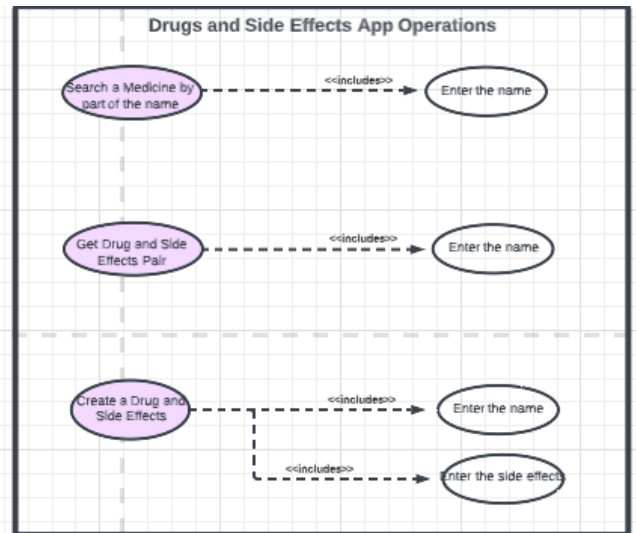 Drugs and Side Effects App Operations
Search a Medicine by
part of the name
<<includes>>
Enter the name
Get Drug and Side
Effects Pair
<<includes>>
Enter the name
Create a Drug and
Side Effects
<<includes>>
Enter the name
<<includes>>
Enter the side effects